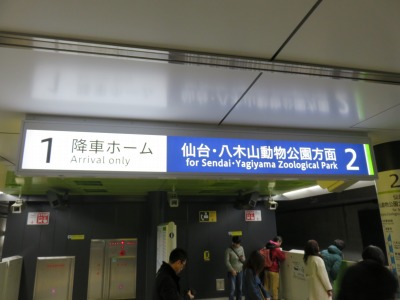 1 降車ホーム
Arrival only
仙台・八木山動物公園方面 2
for Sendai・Yagiyama Zoological Park
2